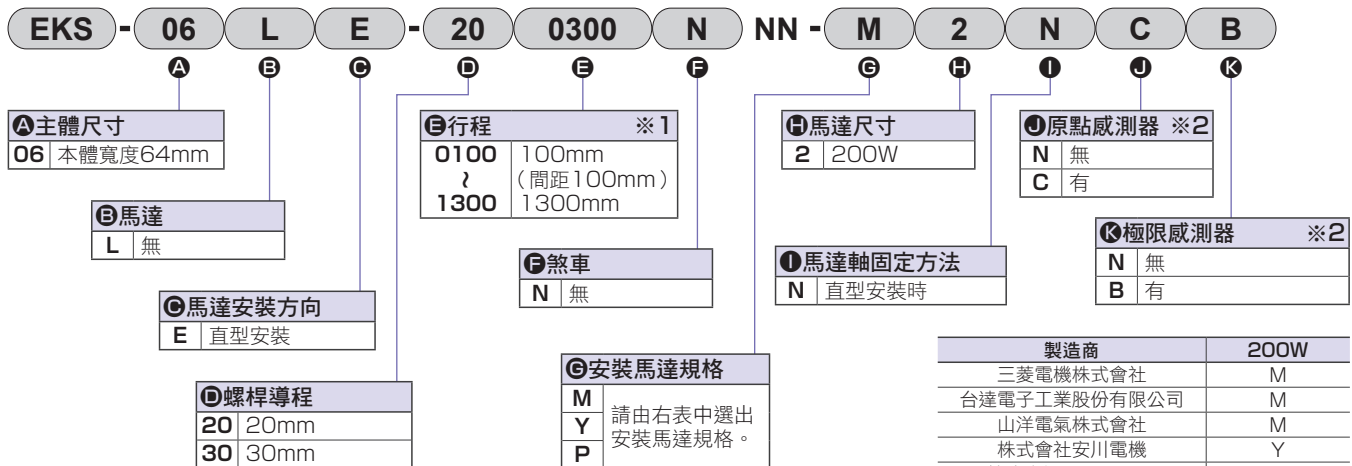 EKS - 06 L E - 20 0300 N NN - M 2 N C B
A B C D E F G H I J K
A主體尺寸
06 本體寬度64mm
B馬達
L 無
C馬達安裝方向
E 直型安裝
D螺桿導程
20 20mm
30 30mm
E行程 ※1
0100 100mm
≀ （間距100mm）
1300 1300mm
F煞車
N 無
G安裝馬達規格
M
Y
P
請由右表中選出
安裝馬達規格。
H馬達尺寸
2 200W
I馬達軸固定方法
N 直型安裝時
J原點感測器 ※2
N 無
C 有
K極限感測器 ※2
N 無
B 有
製造商 200W
三菱電機株式會社 M
台達電子工業股份有限公司 M
山洋電氣株式會社 M
株式會社安川電機 Y